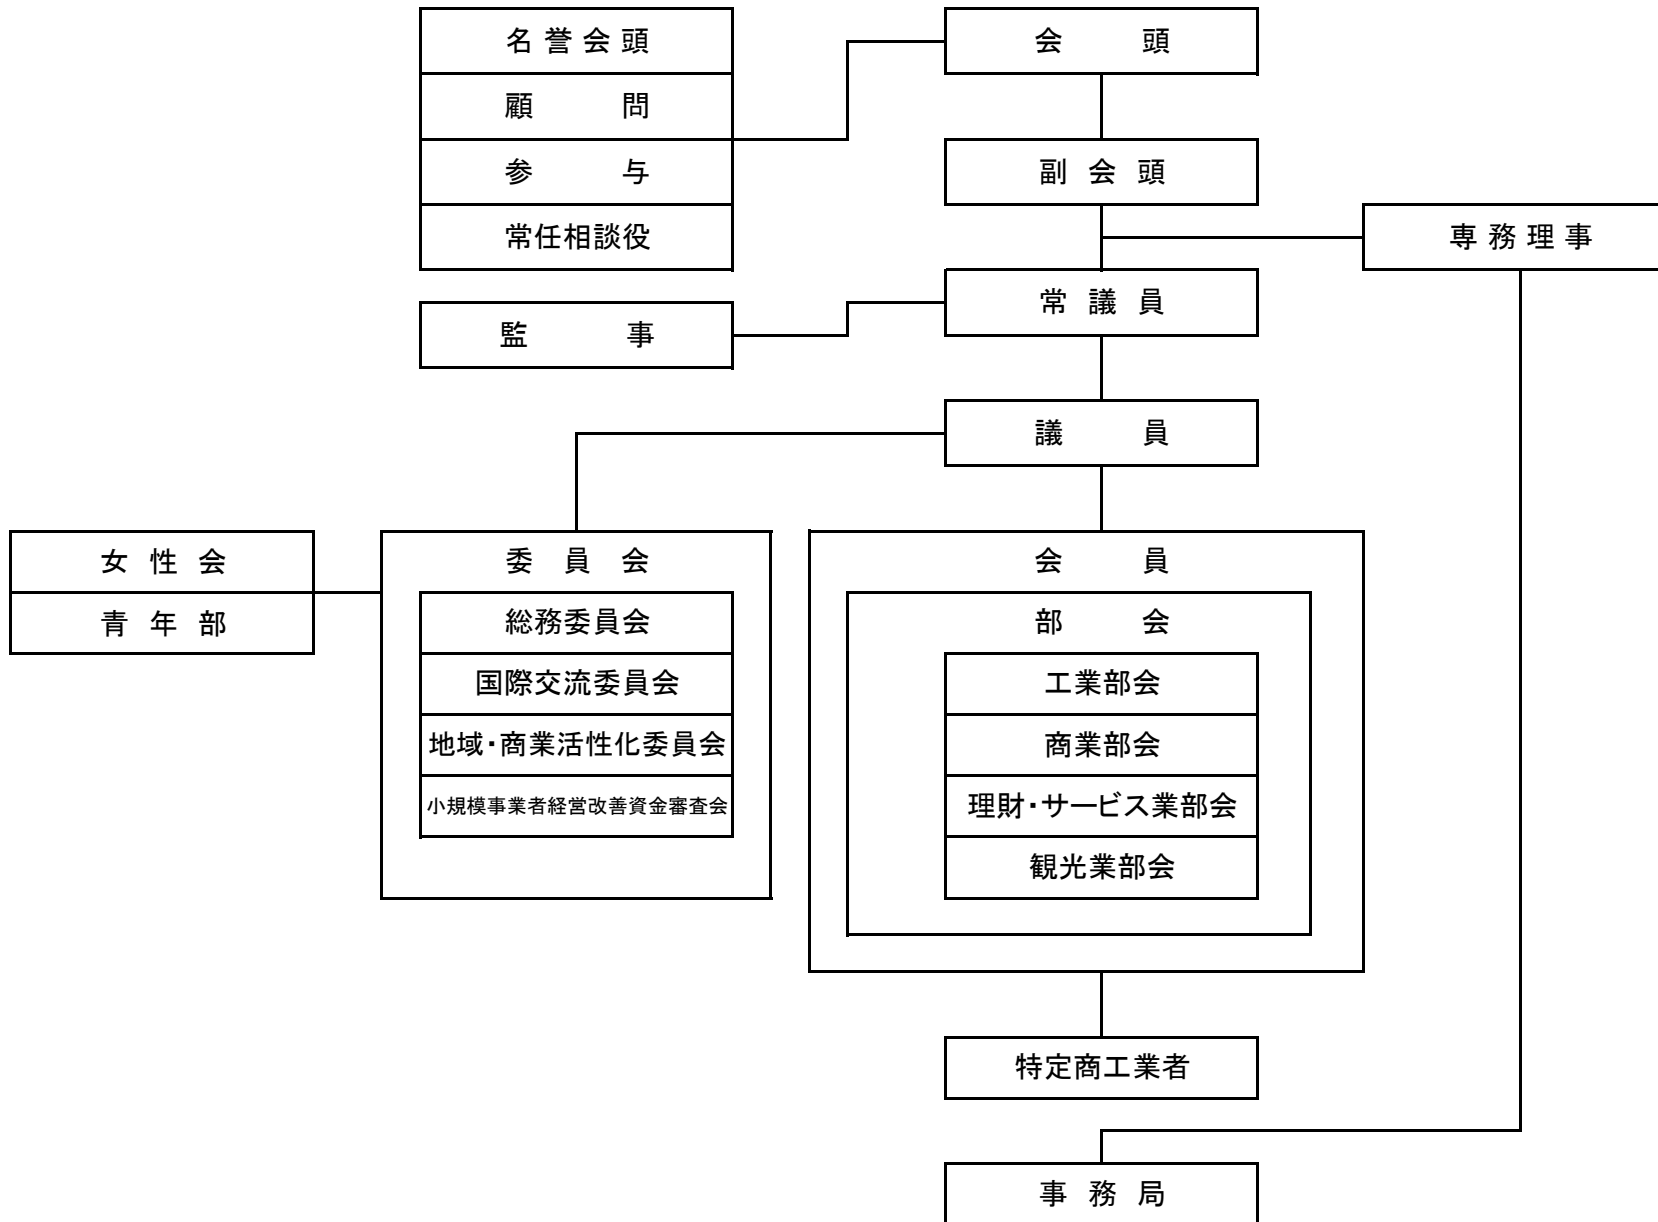 名誉会頭
顧問
参与
常任相談役
監事
会頭
副会頭
専務理事
常議員
議員
女性会
青年部
委員会
総務委員会
国際交流委員会
地域・商業活性化委員会
小規模事業者経営改善資金審査会
会員
部会
工業部会
商業部会
理財・サービス業部会
観光業部会
特定商工業者
事務局